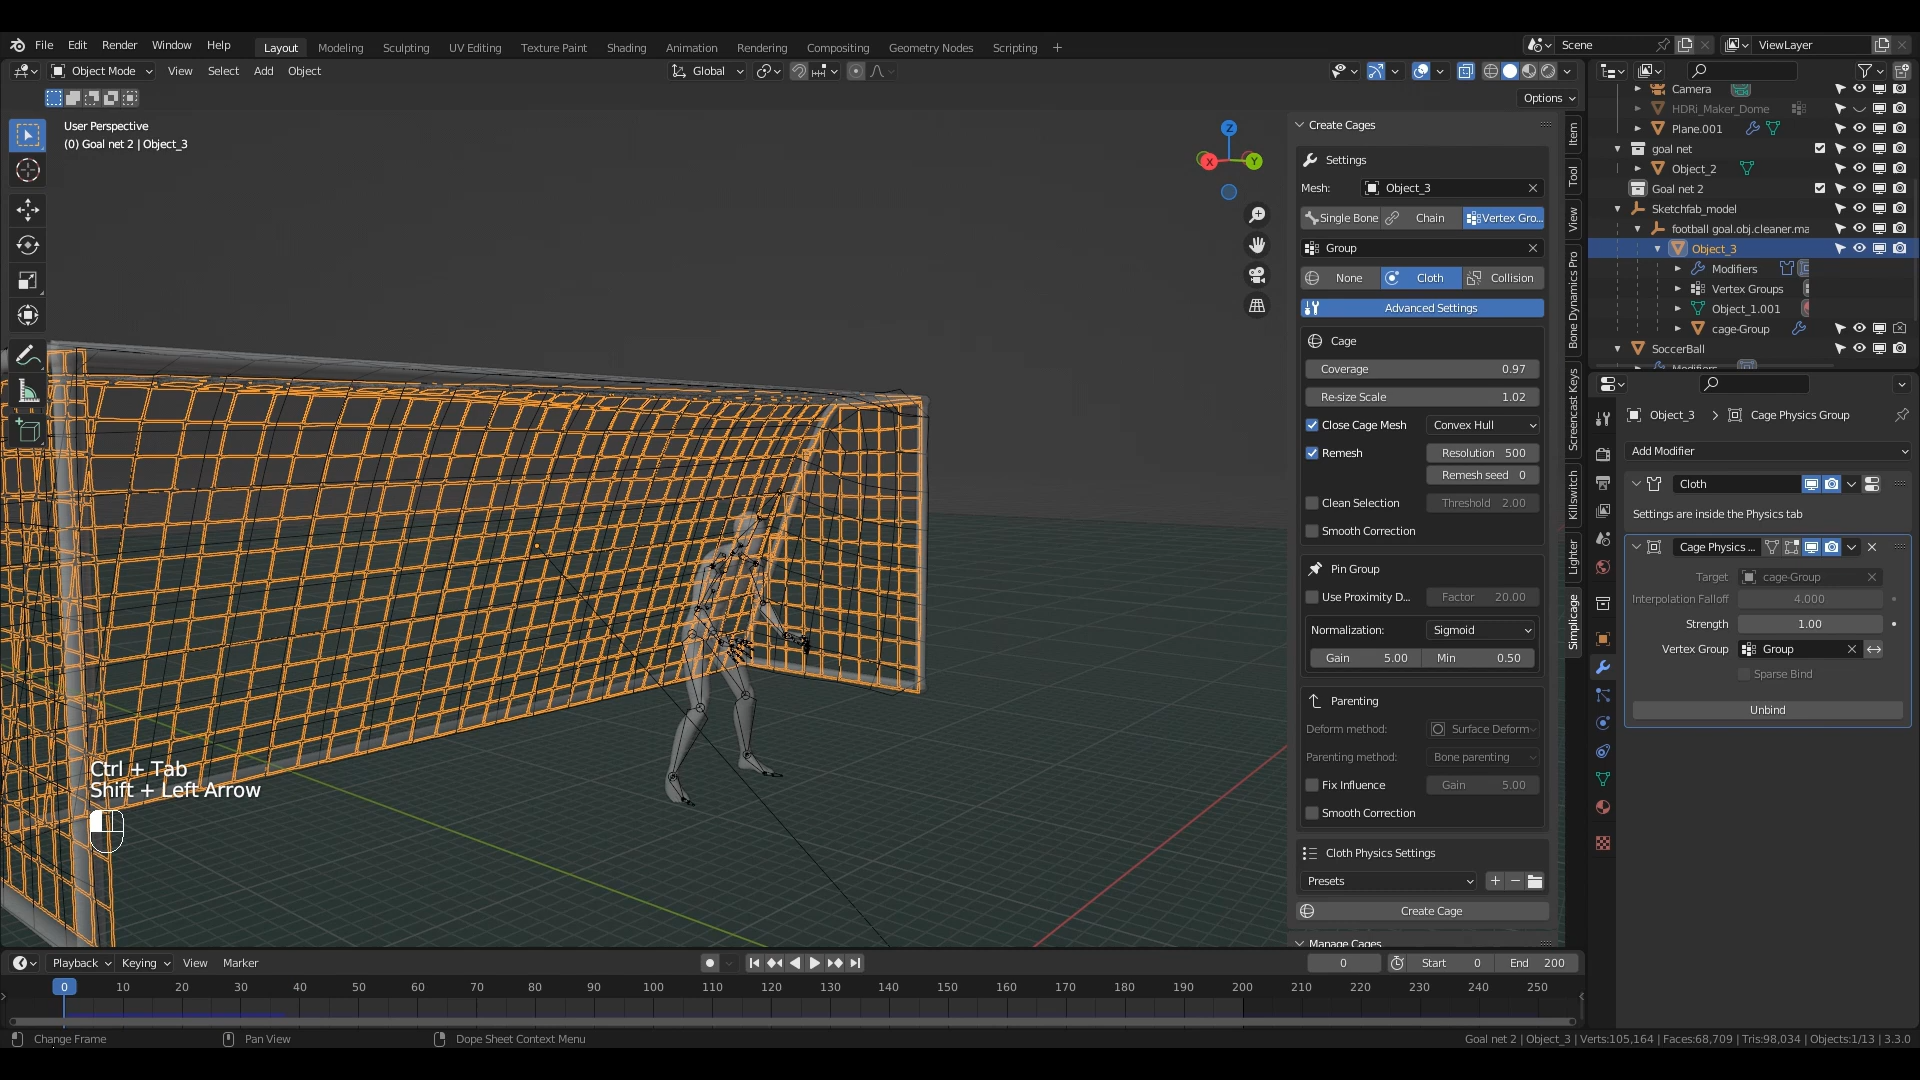 File Edit Render Window Help Layout Modeling Sculpting UV Editing Texture Paint Shading Animation Rendering Compositing Geometry Nodes Scripting + Scene ViewLayer
Object Mode View Select Add Object Global
Options
User Perspective
(0) Goal net 2 | Object_3
Z
X
Y
Create Cages
Settings
Mesh: Object_3
Single Bone Chain Vertex Gro...
Group
None Cloth Collision
Advanced Settings
Cage
Coverage 0.97
Re-size Scale 1.02
Close Cage Mesh Convex Hull
Remesh Resolution 500
Remesh seed 0
Clean Selection Threshold 2.00
Smooth Correction
Pin Group
Use Proximity D... Factor 20.00
Normalization: Sigmoid
Gain 5.00 Min 0.50
Parenting
Deform method: Surface Deform
Parenting method: Bone parenting
Fix Influence Gain 5.00
Smooth Correction
Cloth Physics Settings
Presets
Create Cage
Manage Cages
Item
Tool
View
Bone Dynamics Pro
Screencast Keys
Killswitch
Lighter
Simplicage
Camera
HDRi_Maker_Dome
Plane.001
goal net
Object_2
Goal net 2
Sketchfab_model
football goal.obj.cleaner.ma
Object_3
Modifiers
Vertex Groups
Object_1.001
cage-Group
SoccerBall
Object_3 > Cage Physics Group
Add Modifier
Cloth
Settings are inside the Physics tab
Cage Physics ...
Target cage-Group
Interpolation Falloff 4.000
Strength 1.00
Vertex Group Group
Sparse Bind
Unbind
Ctrl + Tab
Shift + Left Arrow
Playback Keying View Marker 0 Start 0 End 200
0 10 20 30 40 50 60 70 80 90 100 110 120 130 140 150 160 170 180 190 200 210 220 230 240 250
Change Frame Pan View Dope Sheet Context Menu Goal net 2 | Object_3 | Verts:105,164 | Faces:68,709 | Tris:98,034 | Objects:1/13 | 3.3.0